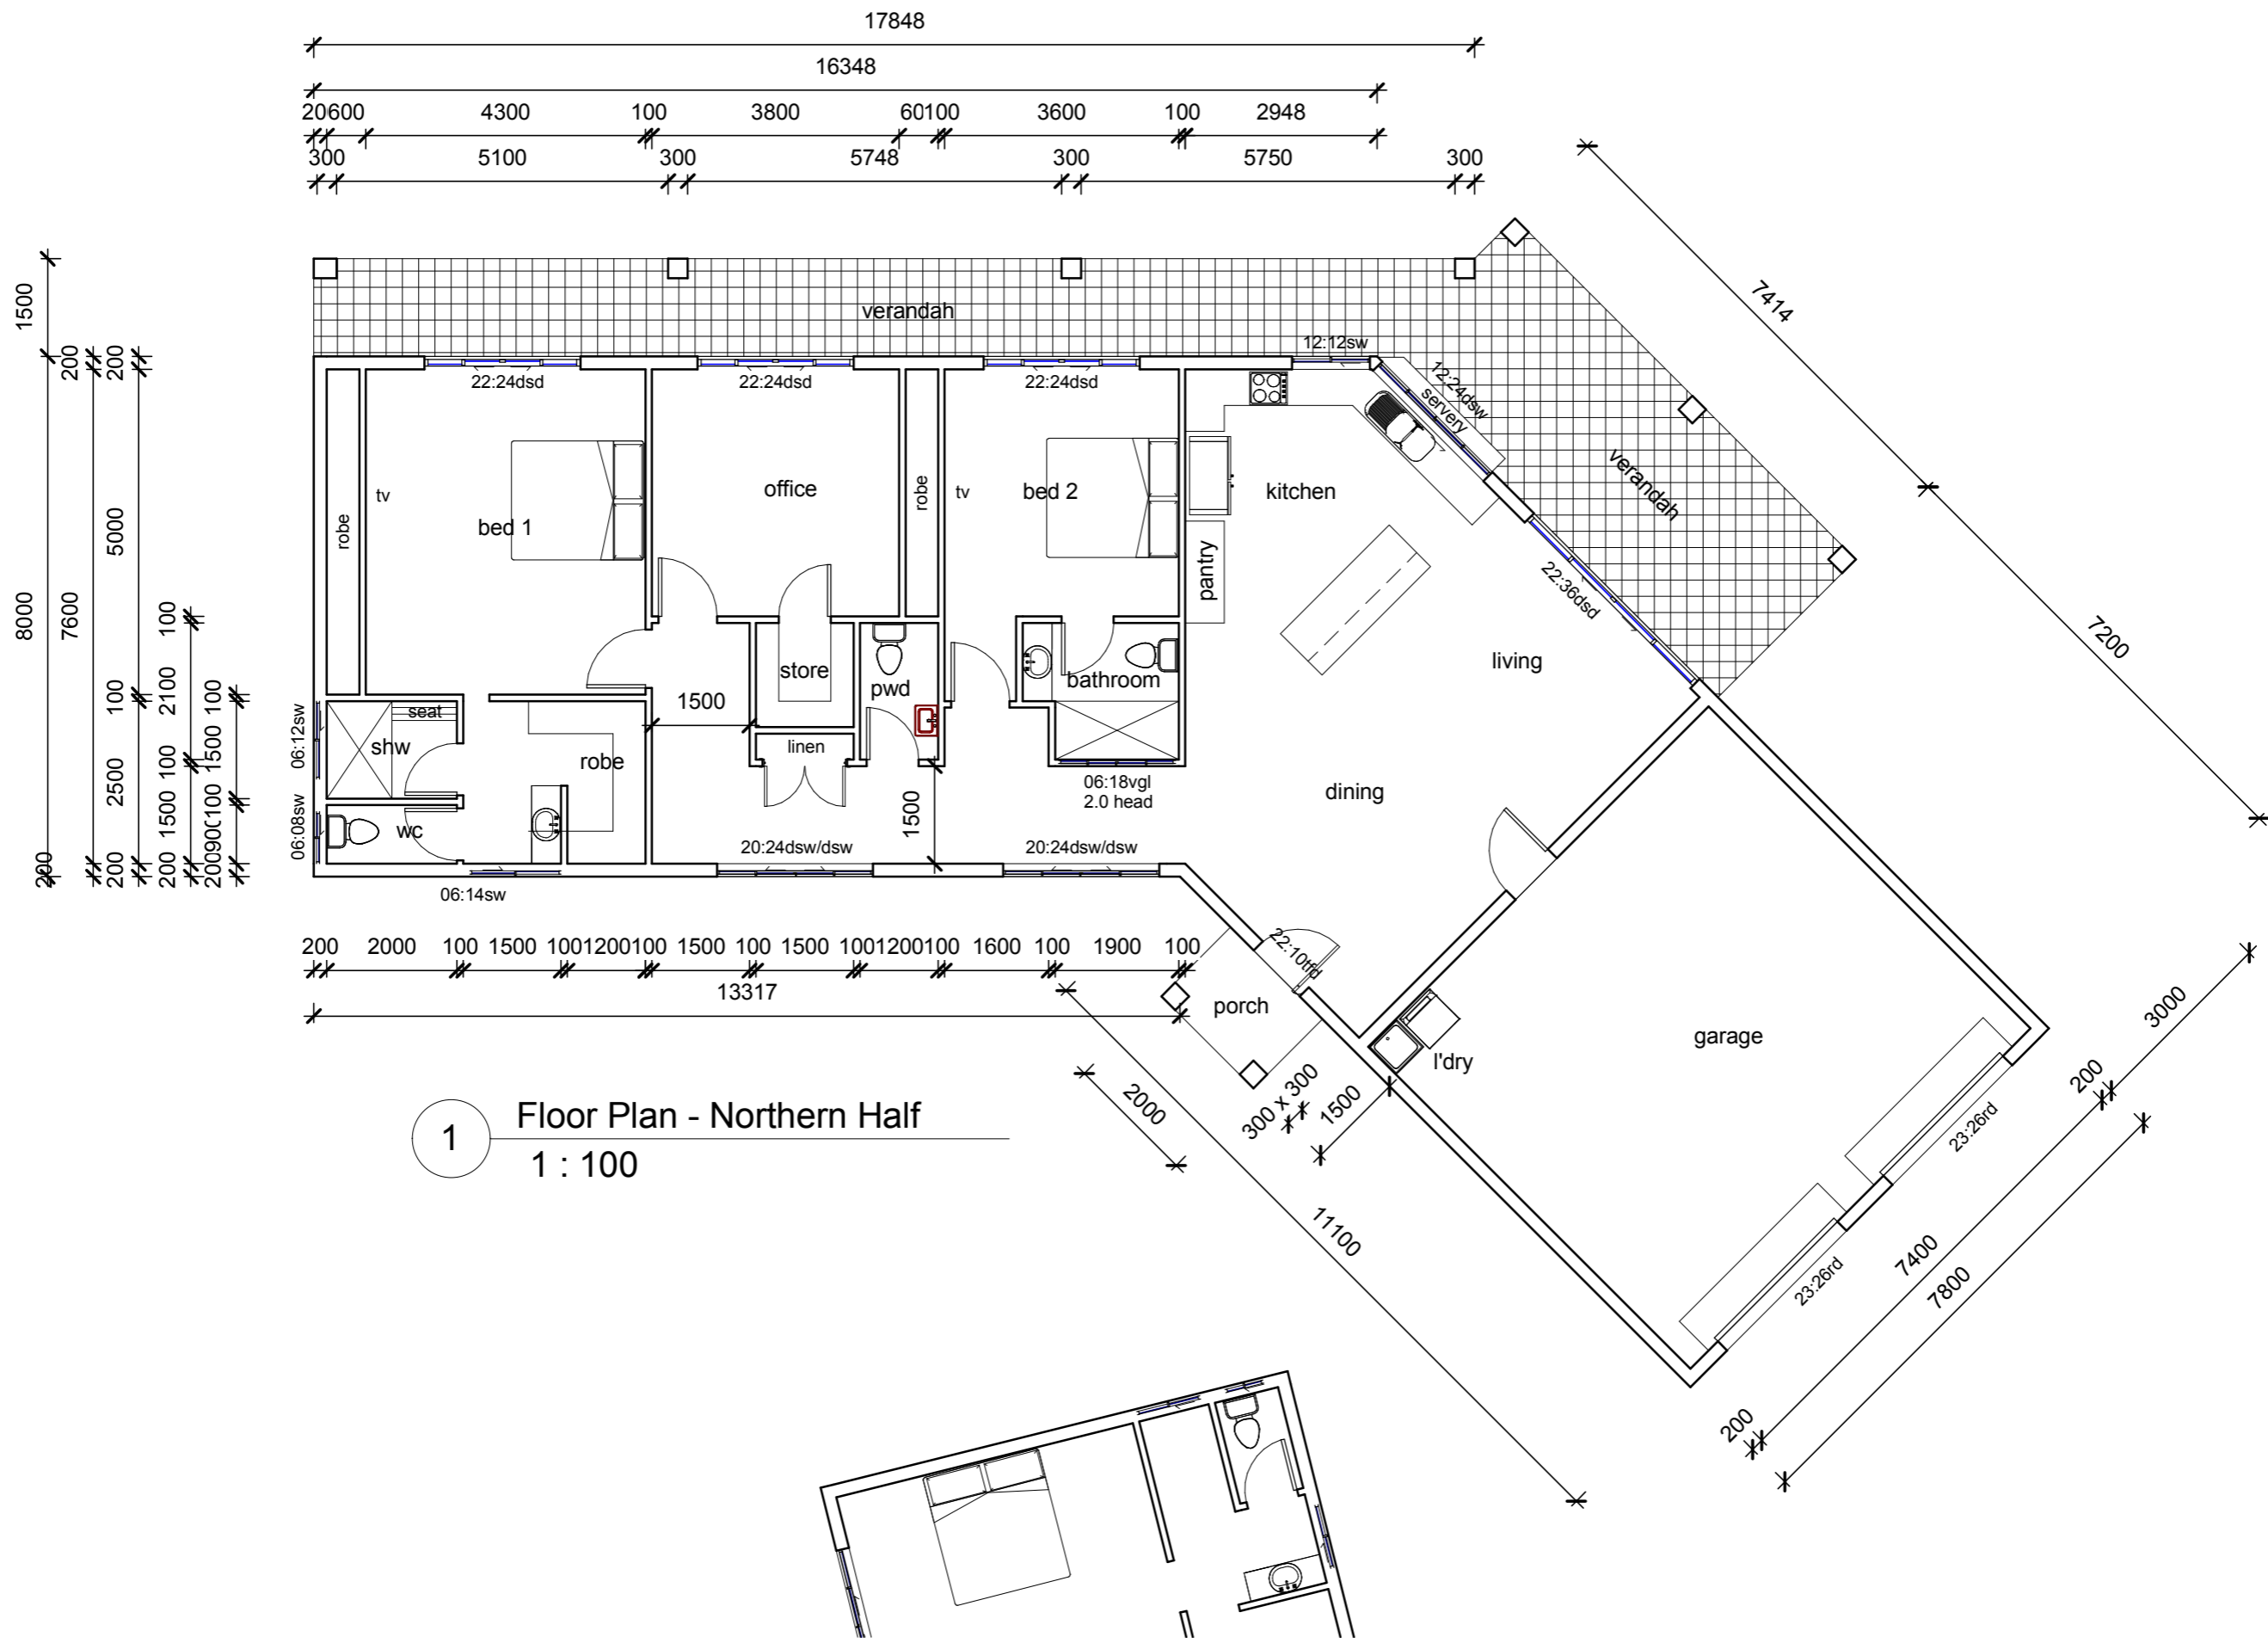 17848
16348
20600 4300 100 3800 60100 3600 100 2948
300 5100 300 5748 300 5750 300
7414
7200
1500
8000
200
200
7600
200
5000
100
2500
200
100
2100
100
1500
200
100
1500
100
900
200
verandah
12:12sw
22:24dsd
22:24dsd
22:24dsd
12:24dsw
servery
verandah
robe
tv
bed 1
office
robe
tv
bed 2
kitchen
pantry
22:36dsd
living
store
pwd
bathroom
1500
seat
shw
robe
linen
06:12sw
06:08sw
wc
06:18vgl
2.0 head
dining
1500
20:24dsw/dsw
20:24dsw/dsw
06:14sw
200 2000 100 1500 100 1200 100 1500 100 1500 100 1200 100 1600 100 1900 100
13317
22:10tfd
porch
l'dry
garage
3000
200
23:26rd
23:26rd
7400
7800
200
2000
300 x 300
1500
11100
1
Floor Plan - Northern Half
1 : 100